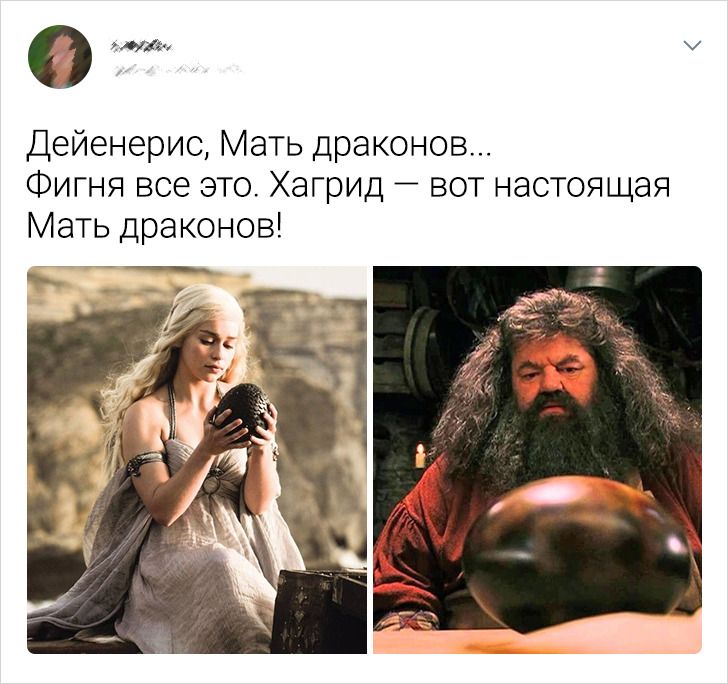 Дейенерис, Мать драконов...
Фигня все это. Хагрид — вот настоящая
Мать драконов!